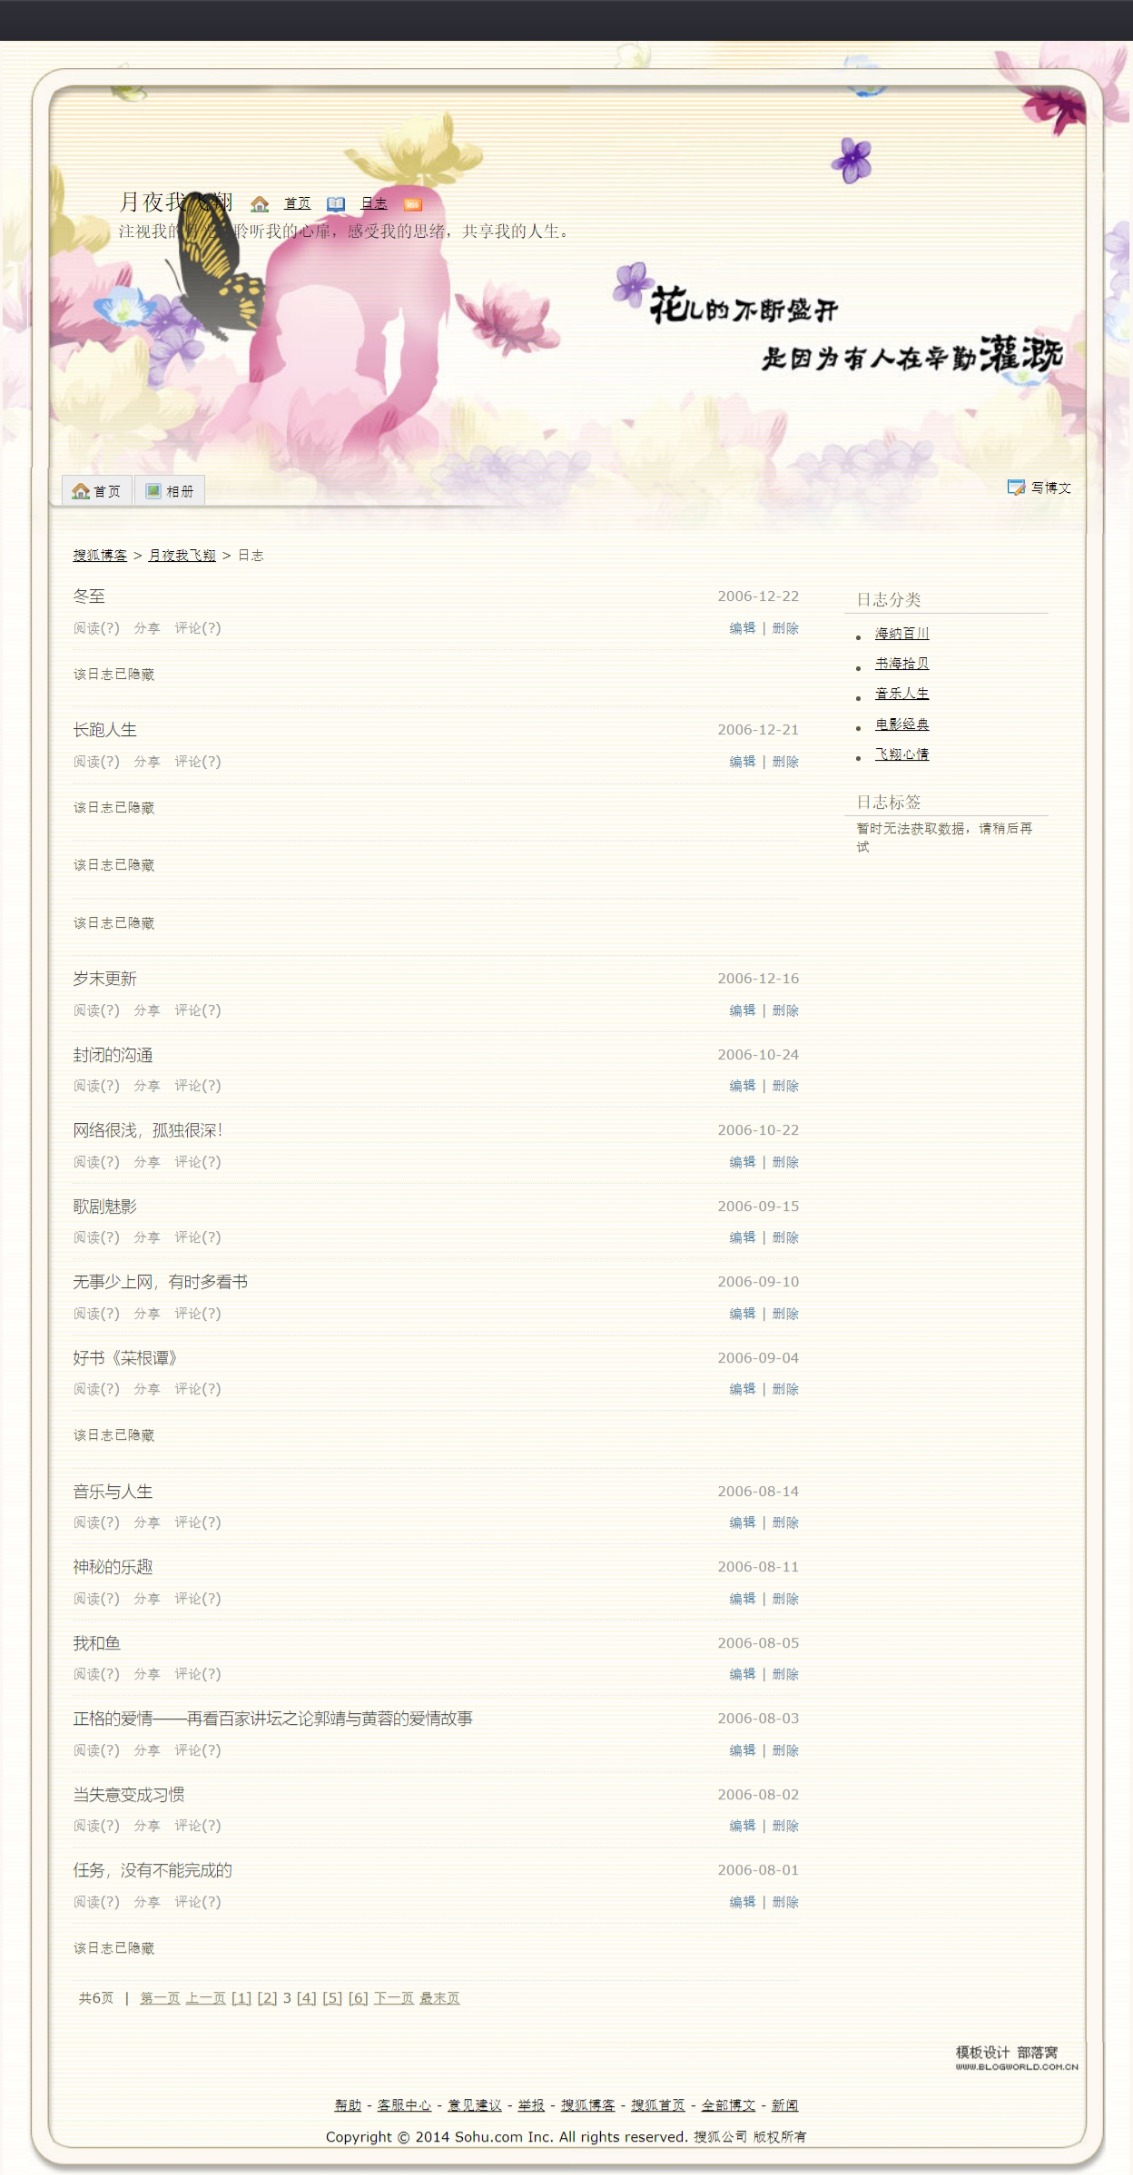 月夜我飞翔 首页 日志
注视我的 聆听我的心扉，感受我的思绪，共享我的人生。
花儿的不断盛开
是因为有人在辛勤灌溉
首页 相册 写博文
搜狐博客 > 月夜我飞翔 > 日志
冬至 2006-12-22
阅读(?) 分享 评论(?) 编辑 | 删除
该日志已隐藏
长跑人生 2006-12-21
阅读(?) 分享 评论(?) 编辑 | 删除
该日志已隐藏
该日志已隐藏
该日志已隐藏
岁末更新 2006-12-16
阅读(?) 分享 评论(?) 编辑 | 删除
封闭的沟通 2006-10-24
阅读(?) 分享 评论(?) 编辑 | 删除
网络很浅，孤独很深！ 2006-10-22
阅读(?) 分享 评论(?) 编辑 | 删除
歌剧魅影 2006-09-15
阅读(?) 分享 评论(?) 编辑 | 删除
无事少上网，有时多看书 2006-09-10
阅读(?) 分享 评论(?) 编辑 | 删除
好书《菜根谭》 2006-09-04
阅读(?) 分享 评论(?) 编辑 | 删除
该日志已隐藏
音乐与人生 2006-08-14
阅读(?) 分享 评论(?) 编辑 | 删除
神秘的乐趣 2006-08-11
阅读(?) 分享 评论(?) 编辑 | 删除
我和鱼 2006-08-05
阅读(?) 分享 评论(?) 编辑 | 删除
正格的爱情——再看百家讲坛之论郭靖与黄蓉的爱情故事 2006-08-03
阅读(?) 分享 评论(?) 编辑 | 删除
当失意变成习惯 2006-08-02
阅读(?) 分享 评论(?) 编辑 | 删除
任务，没有不能完成的 2006-08-01
阅读(?) 分享 评论(?) 编辑 | 删除
该日志已隐藏
共6页 | 第一页 上一页 [1] [2] 3 [4] [5] [6] 下一页 最末页
日志分类
海纳百川
书海拾贝
音乐人生
电影经典
飞翔心情
日志标签
暂时无法获取数据，请稍后再
试
模板设计 部落窝
WWW.BLOGWORLD.COM.CN
帮助 - 客服中心 - 意见建议 - 举报 - 搜狐博客 - 搜狐首页 - 全部博文 - 新闻
Copyright © 2014 Sohu.com Inc. All rights reserved. 搜狐公司 版权所有